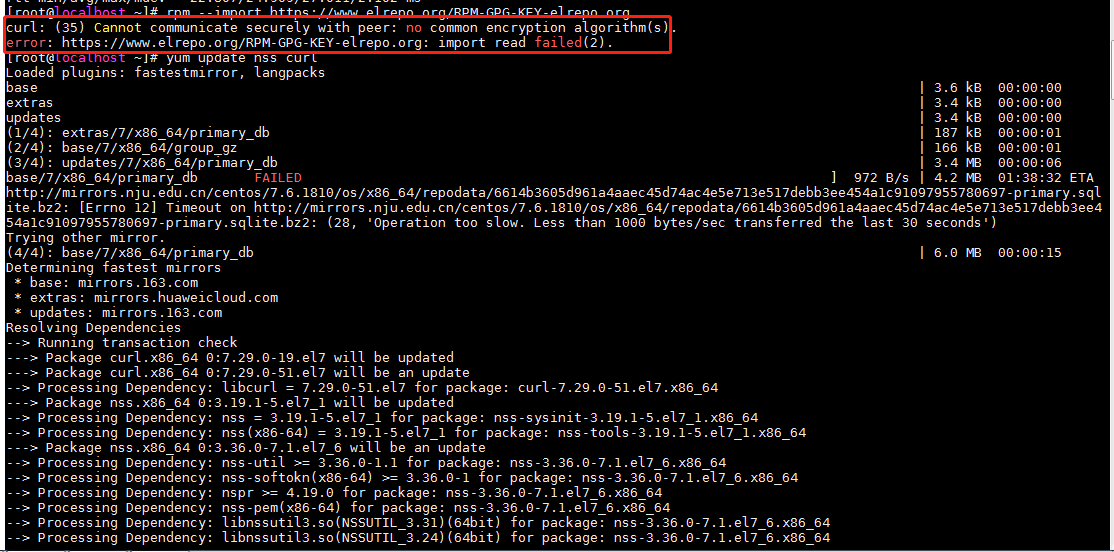 [root@localhost ~]# rpm --import https://www.elrepo.org/RPM-GPG-KEY-elrepo.org
curl: (35) Cannot communicate securely with peer: no common encryption algorithm(s).
error: https://www.elrepo.org/RPM-GPG-KEY-elrepo.org: import read failed(2).
[root@localhost ~]# yum update nss curl
Loaded plugins: fastestmirror, langpacks
base | 3.6 kB 00:00:00
extras | 3.4 kB 00:00:00
updates | 3.4 kB 00:00:00
(1/4): extras/7/x86_64/primary_db | 187 kB 00:00:01
(2/4): base/7/x86_64/group_gz | 166 kB 00:00:01
(3/4): updates/7/x86_64/primary_db | 3.4 MB 00:00:06
base/7/x86_64/primary_db FAILED ] 972 B/s | 4.2 MB 01:38:32 ETA
http://mirrors.nju.edu.cn/centos/7.6.1810/os/x86_64/repodata/6614b3605d961a4aaec45d74ac4e5e713e517debb3ee454a1c91097955780697-primary.sql
ite.bz2: [Errno 12] Timeout on http://mirrors.nju.edu.cn/centos/7.6.1810/os/x86_64/repodata/6614b3605d961a4aaec45d74ac4e5e713e517debb3ee4
54a1c91097955780697-primary.sqlite.bz2: (28, 'Operation too slow. Less than 1000 bytes/sec transferred the last 30 seconds')
Trying other mirror.
(4/4): base/7/x86_64/primary_db | 6.0 MB 00:00:15
Determining fastest mirrors
* base: mirrors.163.com
* extras: mirrors.huaweicloud.com
* updates: mirrors.163.com
Resolving Dependencies
--> Running transaction check
---> Package curl.x86_64 0:7.29.0-19.el7 will be updated
---> Package curl.x86_64 0:7.29.0-51.el7 will be an update
--> Processing Dependency: libcurl = 7.29.0-51.el7 for package: curl-7.29.0-51.el7.x86_64
---> Package nss.x86_64 0:3.19.1-5.el7_1 will be updated
--> Processing Dependency: nss = 3.19.1-5.el7_1 for package: nss-sysinit-3.19.1-5.el7_1.x86_64
--> Processing Dependency: nss(x86-64) = 3.19.1-5.el7_1 for package: nss-tools-3.19.1-5.el7_1.x86_64
---> Package nss.x86_64 0:3.36.0-7.1.el7_6 will be an update
--> Processing Dependency: nss-util >= 3.36.0-1.1 for package: nss-3.36.0-7.1.el7_6.x86_64
--> Processing Dependency: nss-softokn(x86-64) >= 3.36.0-1 for package: nss-3.36.0-7.1.el7_6.x86_64
--> Processing Dependency: nspr >= 4.19.0 for package: nss-3.36.0-7.1.el7_6.x86_64
--> Processing Dependency: nss-pem(x86-64) for package: nss-3.36.0-7.1.el7_6.x86_64
--> Processing Dependency: libnssutil3.so(NSSUTIL_3.31)(64bit) for package: nss-3.36.0-7.1.el7_6.x86_64
--> Processing Dependency: libnssutil3.so(NSSUTIL_3.24)(64bit) for package: nss-3.36.0-7.1.el7_6.x86_64